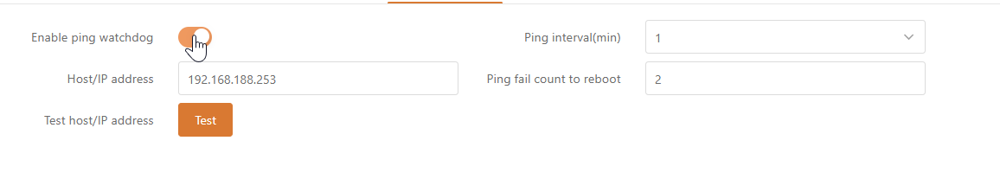 Enable ping watchdog
Ping interval(min)
1
Host/IP address
192.168.188.253
Ping fail count to reboot
2
Test host/IP address
Test